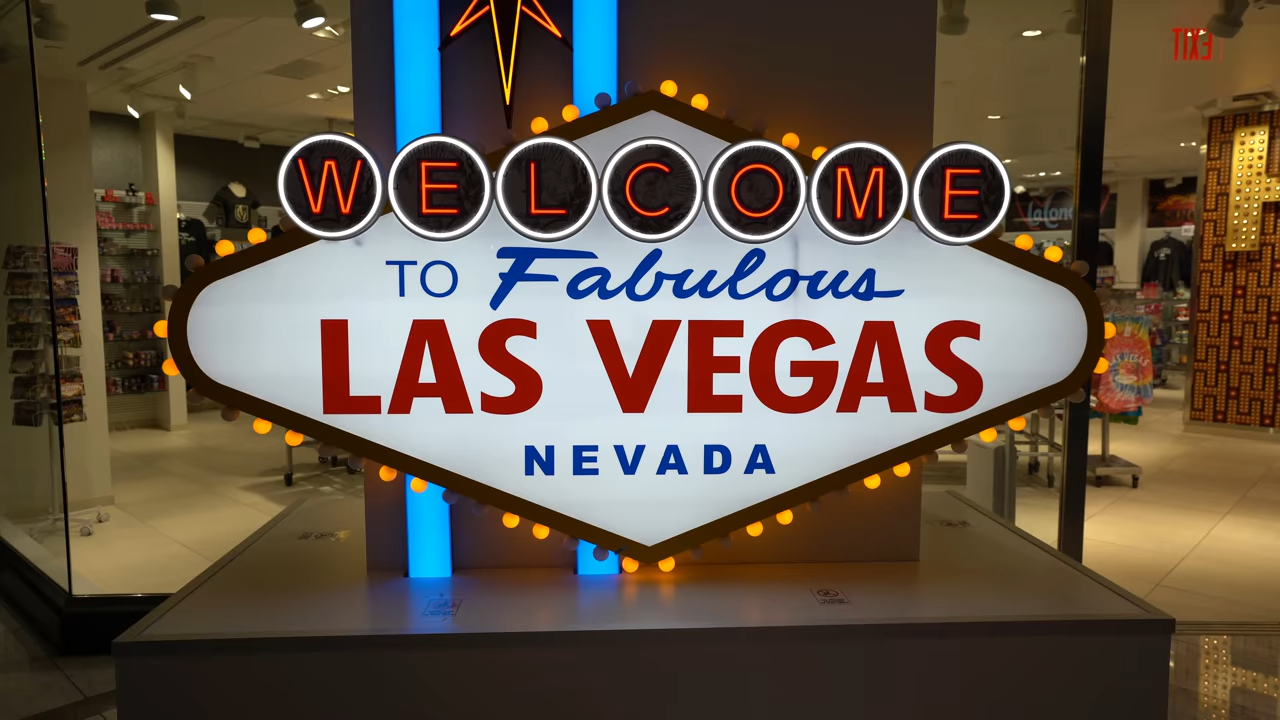 WELCOME
TO Fabulous
LAS VEGAS
NEVADA
EXIT